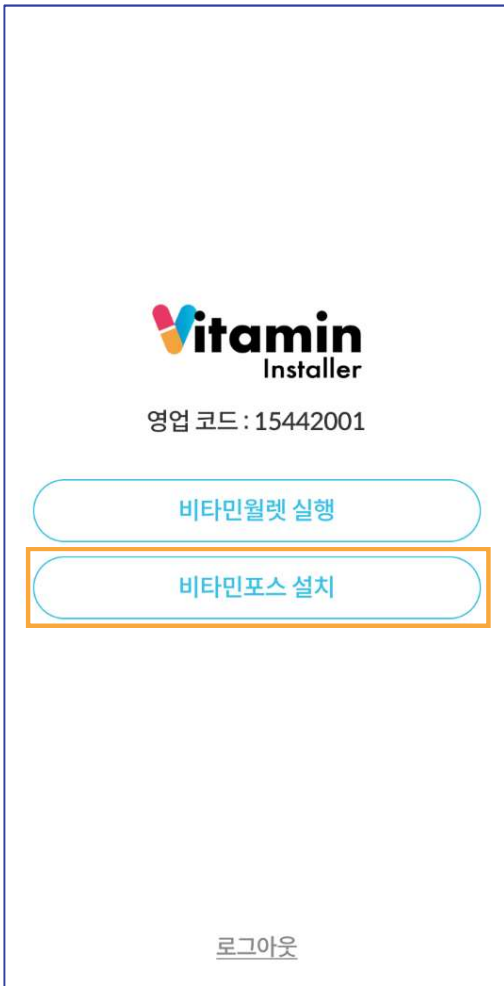 Vitamin
Installer
영업 코드 : 15442001
비타민월렛 실행
비타민포스 설치
로그아웃